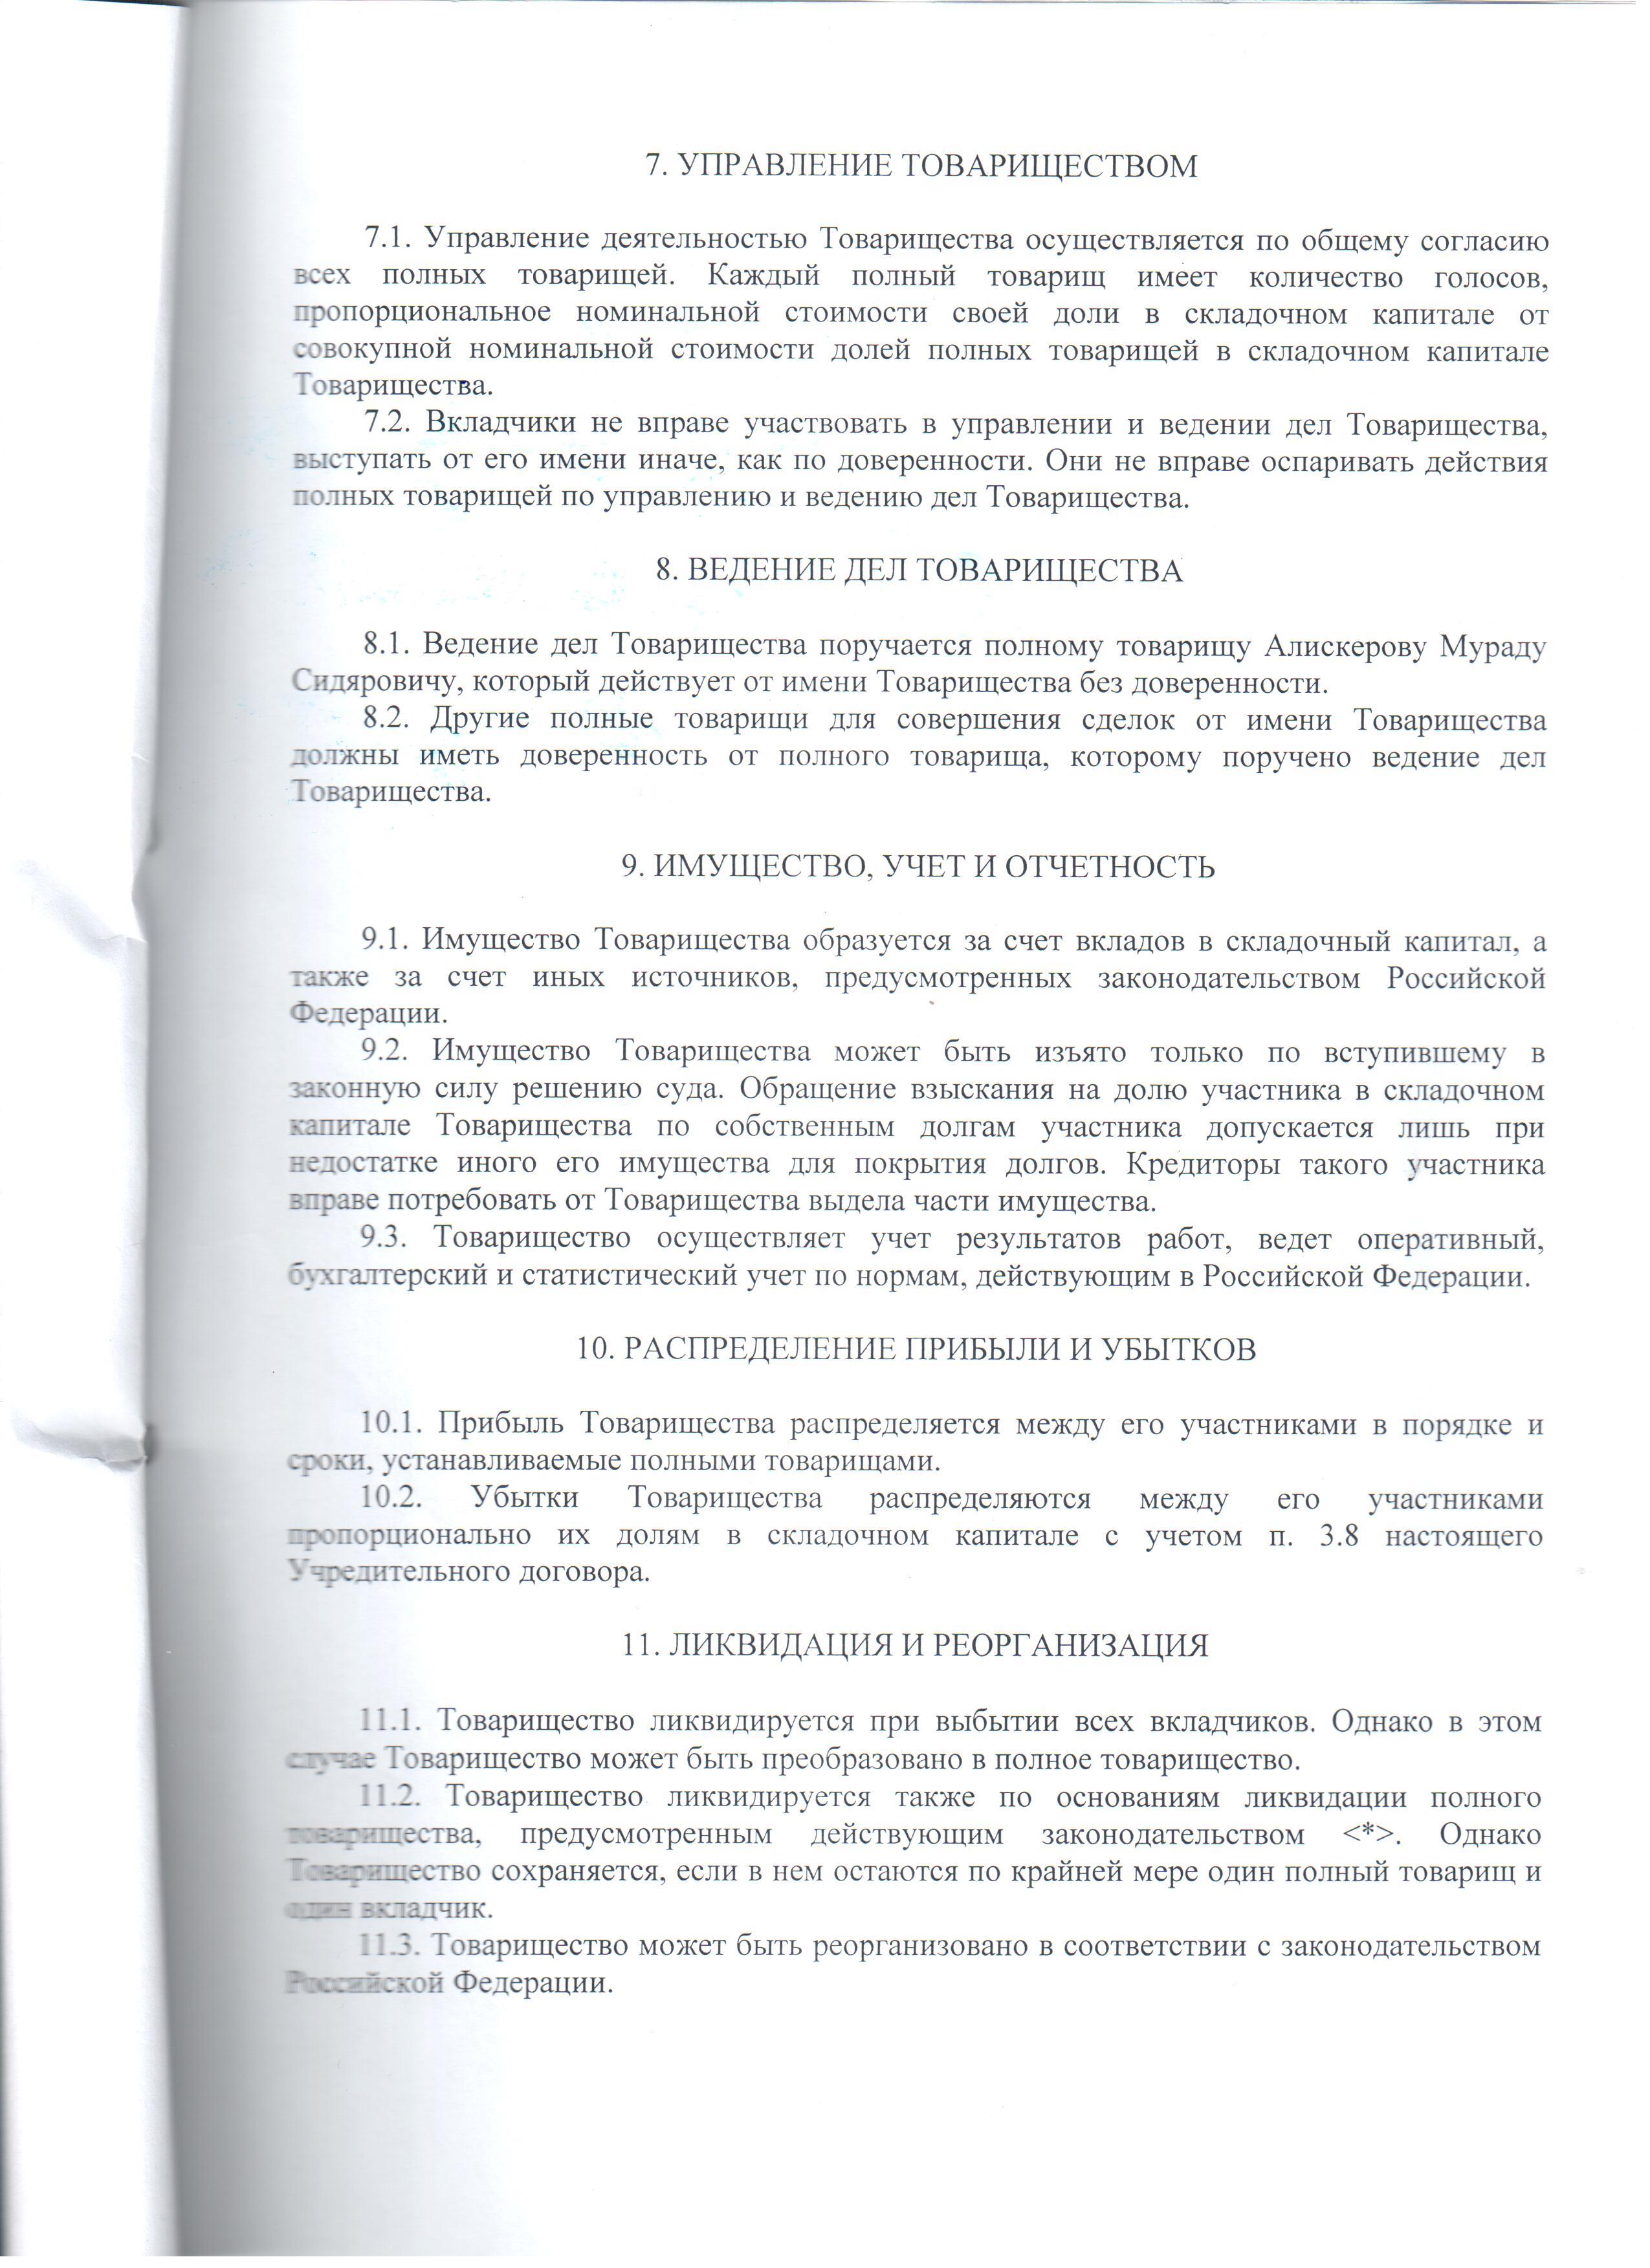 7. УПРАВЛЕНИЕ ТОВАРИЩЕСТВОМ
7.1. Управление деятельностью Товарищества осуществляется по общему согласию
всех полных товарищей. Каждый полный товарищ имеет количество голосов,
пропорциональное номинальной стоимости своей доли в складочном капитале от
совокупной номинальной стоимости долей полных товарищей в складочном капитале
Товарищества.
7.2. Вкладчики не вправе участвовать в управлении и ведении дел Товарищества,
выступать от его имени иначе, как по доверенности. Они не вправе оспаривать действия
полных товарищей по управлению и ведению дел Товарищества.
8. ВЕДЕНИЕ ДЕЛ ТОВАРИЩЕСТВА
8.1. Ведение дел Товарищества поручается полному товарищу Алискерову Мураду
Сидяровичу, который действует от имени Товарищества без доверенности.
8.2. Другие полные товарищи для совершения сделок от имени Товарищества
должны иметь доверенность от полного товарища, которому поручено ведение дел
Товарищества.
9. ИМУЩЕСТВО, УЧЕТ И ОТЧЕТНОСТЬ
9.1. Имущество Товарищества образуется за счет вкладов в складочный капитал, а
также за счет иных источников, предусмотренных законодательством Российской
Федерации.
9.2. Имущество Товарищества может быть изъято только по вступившему в
законную силу решению суда. Обращение взыскания на долю участника в складочном
капитале Товарищества по собственным долгам участника допускается лишь при
недостатке иного его имущества для покрытия долгов. Кредиторы такого участника
вправе потребовать от Товарищества выдела части имущества.
9.3. Товарищество осуществляет учет результатов работ, ведет оперативный,
бухгалтерский и статистический учет по нормам, действующим в Российской Федерации.
10. РАСПРЕДЕЛЕНИЕ ПРИБЫЛИ И УБЫТКОВ
10.1. Прибыль Товарищества распределяется между его участниками в порядке и
сроки, устанавливаемые полными товарищами.
10.2. Убытки Товарищества распределяются между его участниками
пропорционально их долям в складочном капитале с учетом п. 3.8 настоящего
Учредительного договора.
11. ЛИКВИДАЦИЯ И РЕОРГАНИЗАЦИЯ
11.1. Товарищество ликвидируется при выбытии всех вкладчиков. Однако в этом
случае Товарищество может быть преобразовано в полное товарищество.
11.2. Товарищество ликвидируется также по основаниям ликвидации полного
товарищества, предусмотренным действующим законодательством <*>. Однако
Товарищество сохраняется, если в нем остаются по крайней мере один полный товарищ и
один вкладчик.
11.3. Товарищество может быть реорганизовано в соответствии с законодательством
Российской Федерации.